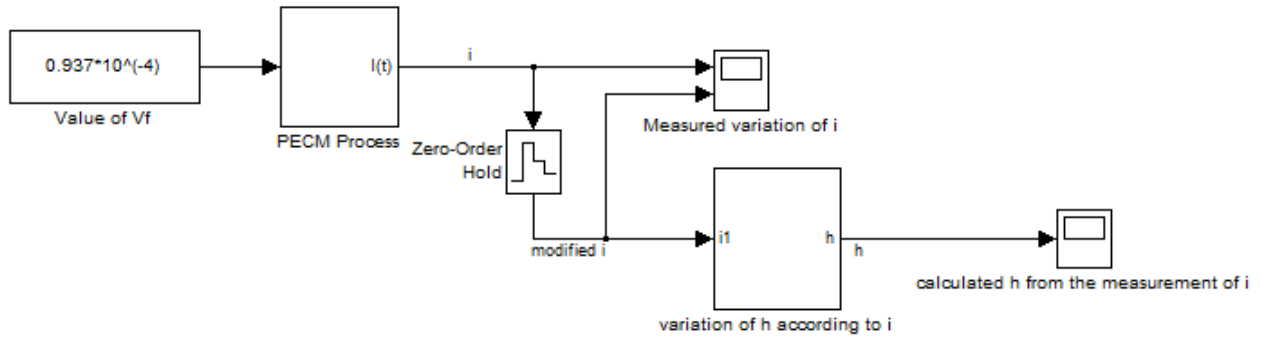 0.937*10^(-4)
Value of Vf
I(t)
PECM Process
i
Zero-Order
Hold
Measured variation of i
modified i
i1
h
h
variation of h according to i
calculated h from the measurement of i